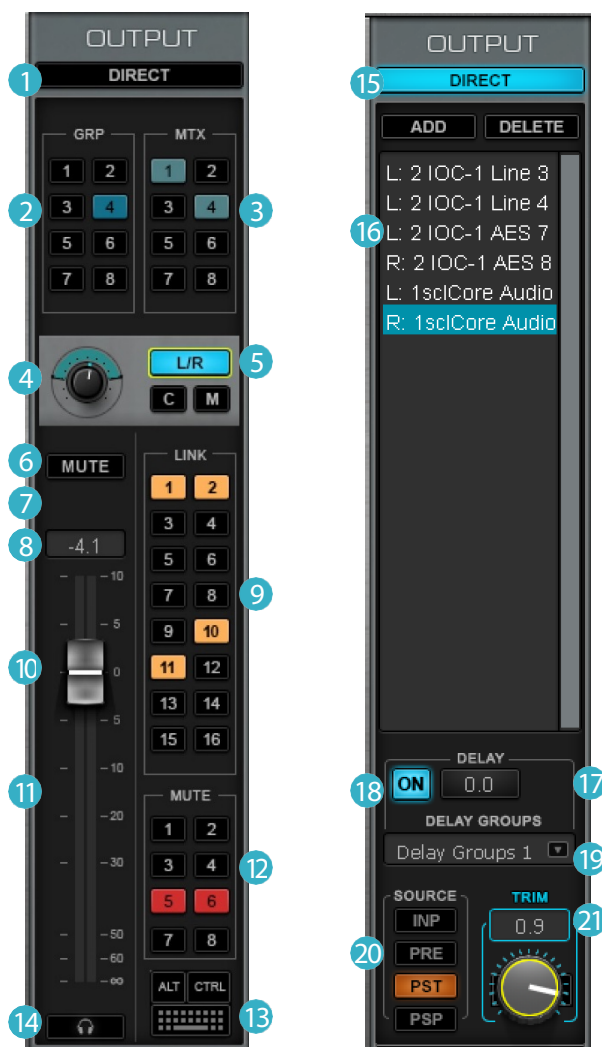 OUTPUT
1 DIRECT
GRP MTX
1 2 1 2
2 3 4 3 4 3
5 6 5 6
7 8 7 8
4 L/R 5
C M
6 MUTE
7
8 -4.1
10 5 0 5 10 20 30 50 60 ∞
10
11
LINK
1 2
3 4
5 6
7 8 9
9 10
11 12
13 14
15 16
MUTE
1 2
3 4 12
5 6
7 8
ALT CTRL
13
14
OUTPUT
15 DIRECT
ADD DELETE
L: 2 IOC-1 Line 3
L: 2 IOC-1 Line 4
16 L: 2 IOC-1 AES 7
R: 2 IOC-1 AES 8
L: 1sclCore Audio
R: 1sclCore Audio
DELAY
18 ON 0.0 17
DELAY GROUPS
Delay Groups 1 19
SOURCE
INP
20 PRE
PST
PSP
TRIM
0.9 21